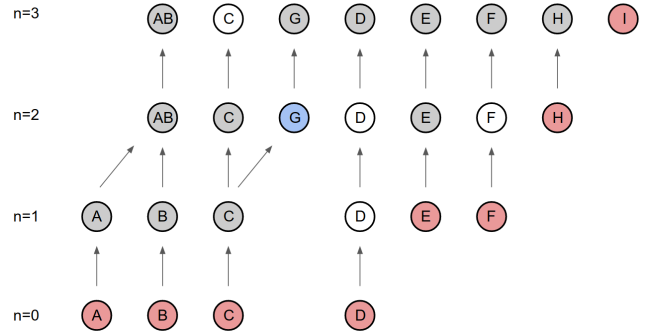 n=3 AB C G D E F H I
n=2 AB C G D E F H
n=1 A B C D E F
n=0 A B C D